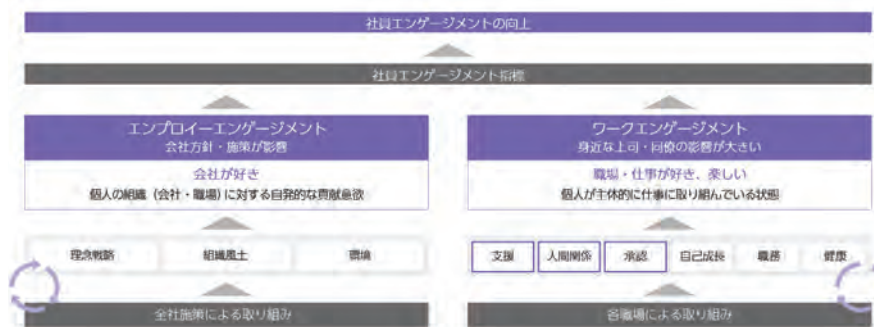 社員エンゲージメントの向上
社員エンゲージメント指標
エンプロイーエンゲージメント
会社方針・施策が影響
会社が好き
個人の組織（会社・職場）に対する自発的な貢献意欲
理念戦略
組織風土
環境
全社施策による取り組み
ワークエンゲージメント
身近な上司・同僚の影響が大きい
職場・仕事が好き、楽しい
個人が主体的に仕事に取り組んでいる状態
支援
人間関係
承認
自己成長
職務
健康
各職場による取り組み